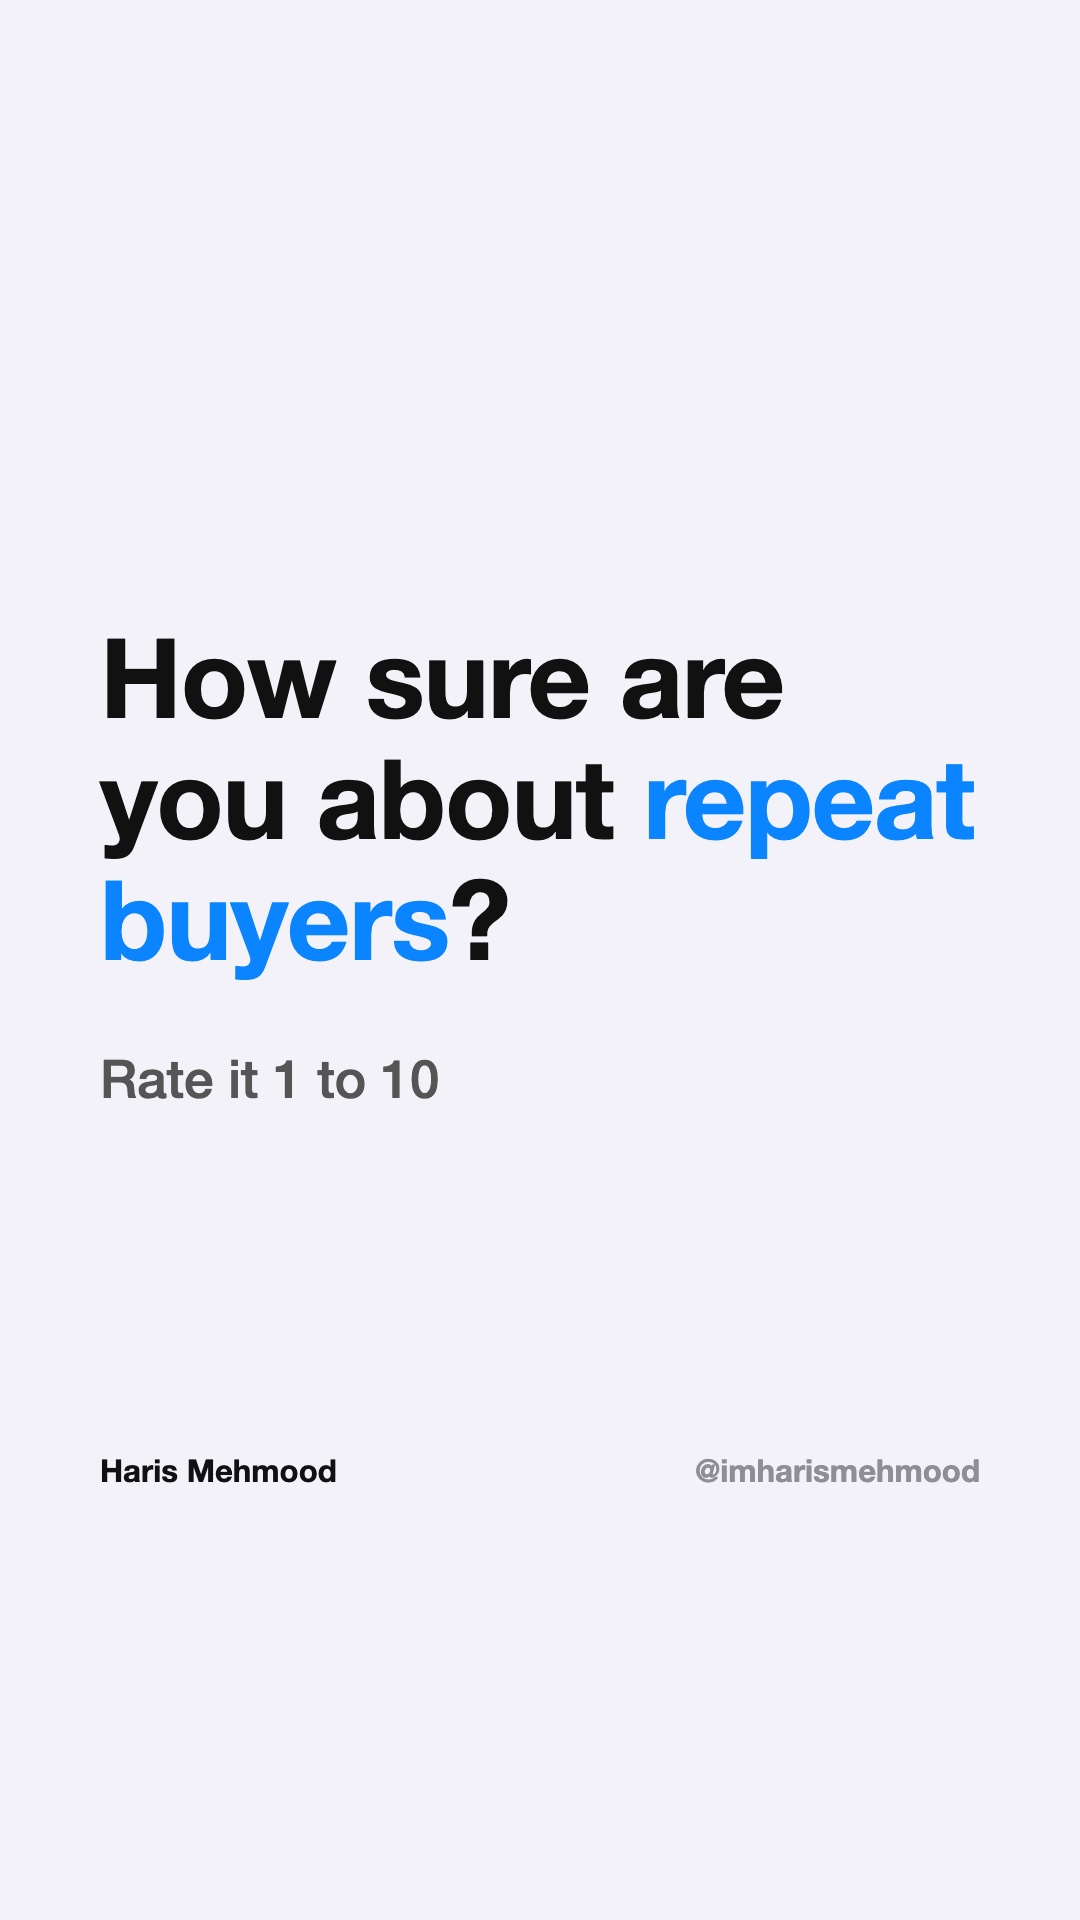 How sure are
you about repeat
buyers?
Rate it 1 to 10
Haris Mehmood
@imharismehmood